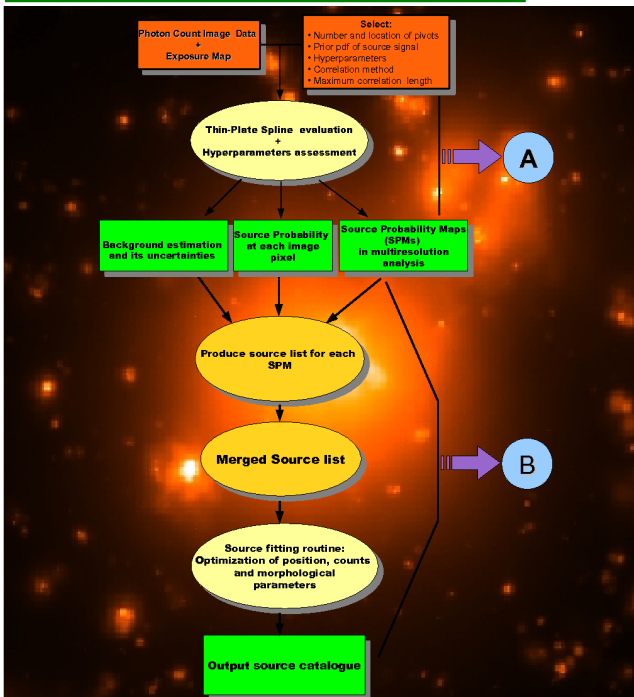 Photon Count Image Data
+
Exposure Map
Select:
• Number and location of pivots
• Prior pdf of source signal
• Hyperparameters
• Correlation method
• Maximum correlation length
Thin-Plate Spline evaluation
+
Hyperparameters assessment
A
Background estimation
and its uncertainties
Source Probability
at each image
pixel
Source Probability Maps
(SPMs)
in multiresolution
analysis
Produce source list for each
SPM
Merged Source list
B
Source fitting routine:
Optimization of position, counts
and morphological
parameters
Output source catalogue